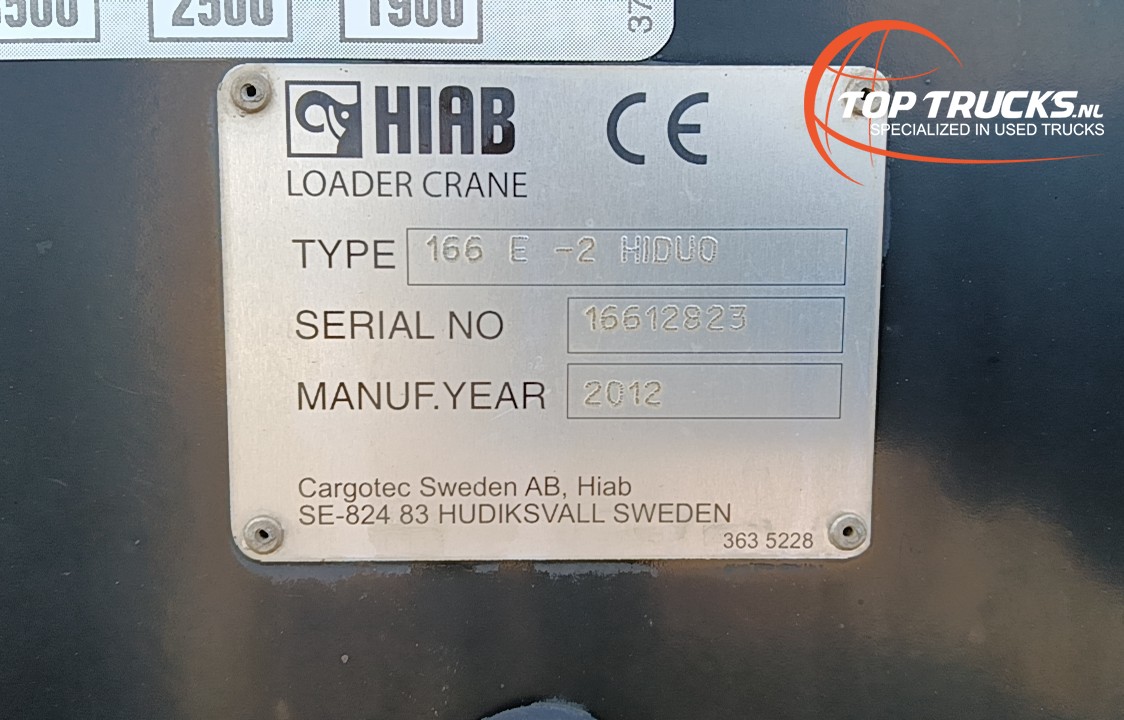 2500 1900
37
HIAB CE
LOADER CRANE
TYPE 166 E -2 HIDUO
SERIAL NO 16612823
MANUF.YEAR 2012
Cargotec Sweden AB, Hiab
SE-824 83 HUDIKSVALL SWEDEN
363 5228
TOP TRUCKS.NL
SPECIALIZED IN USED TRUCKS